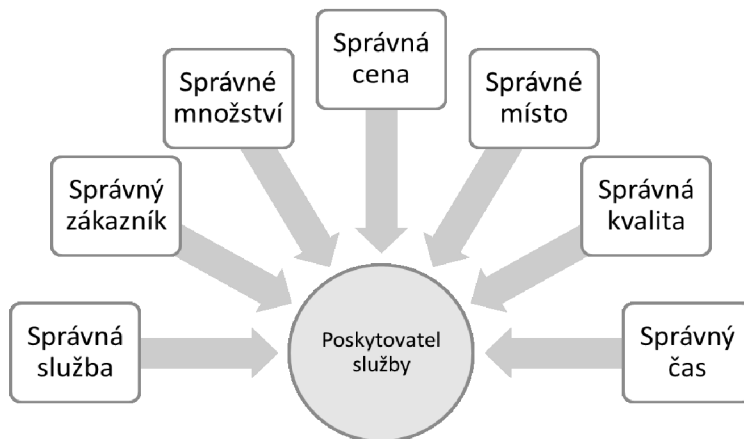 Správná
cena
Správné
množství
Správné
místo
Správný
zákazník
Správná
kvalita
Správná
služba
Poskytovatel
služby
Správný
čas